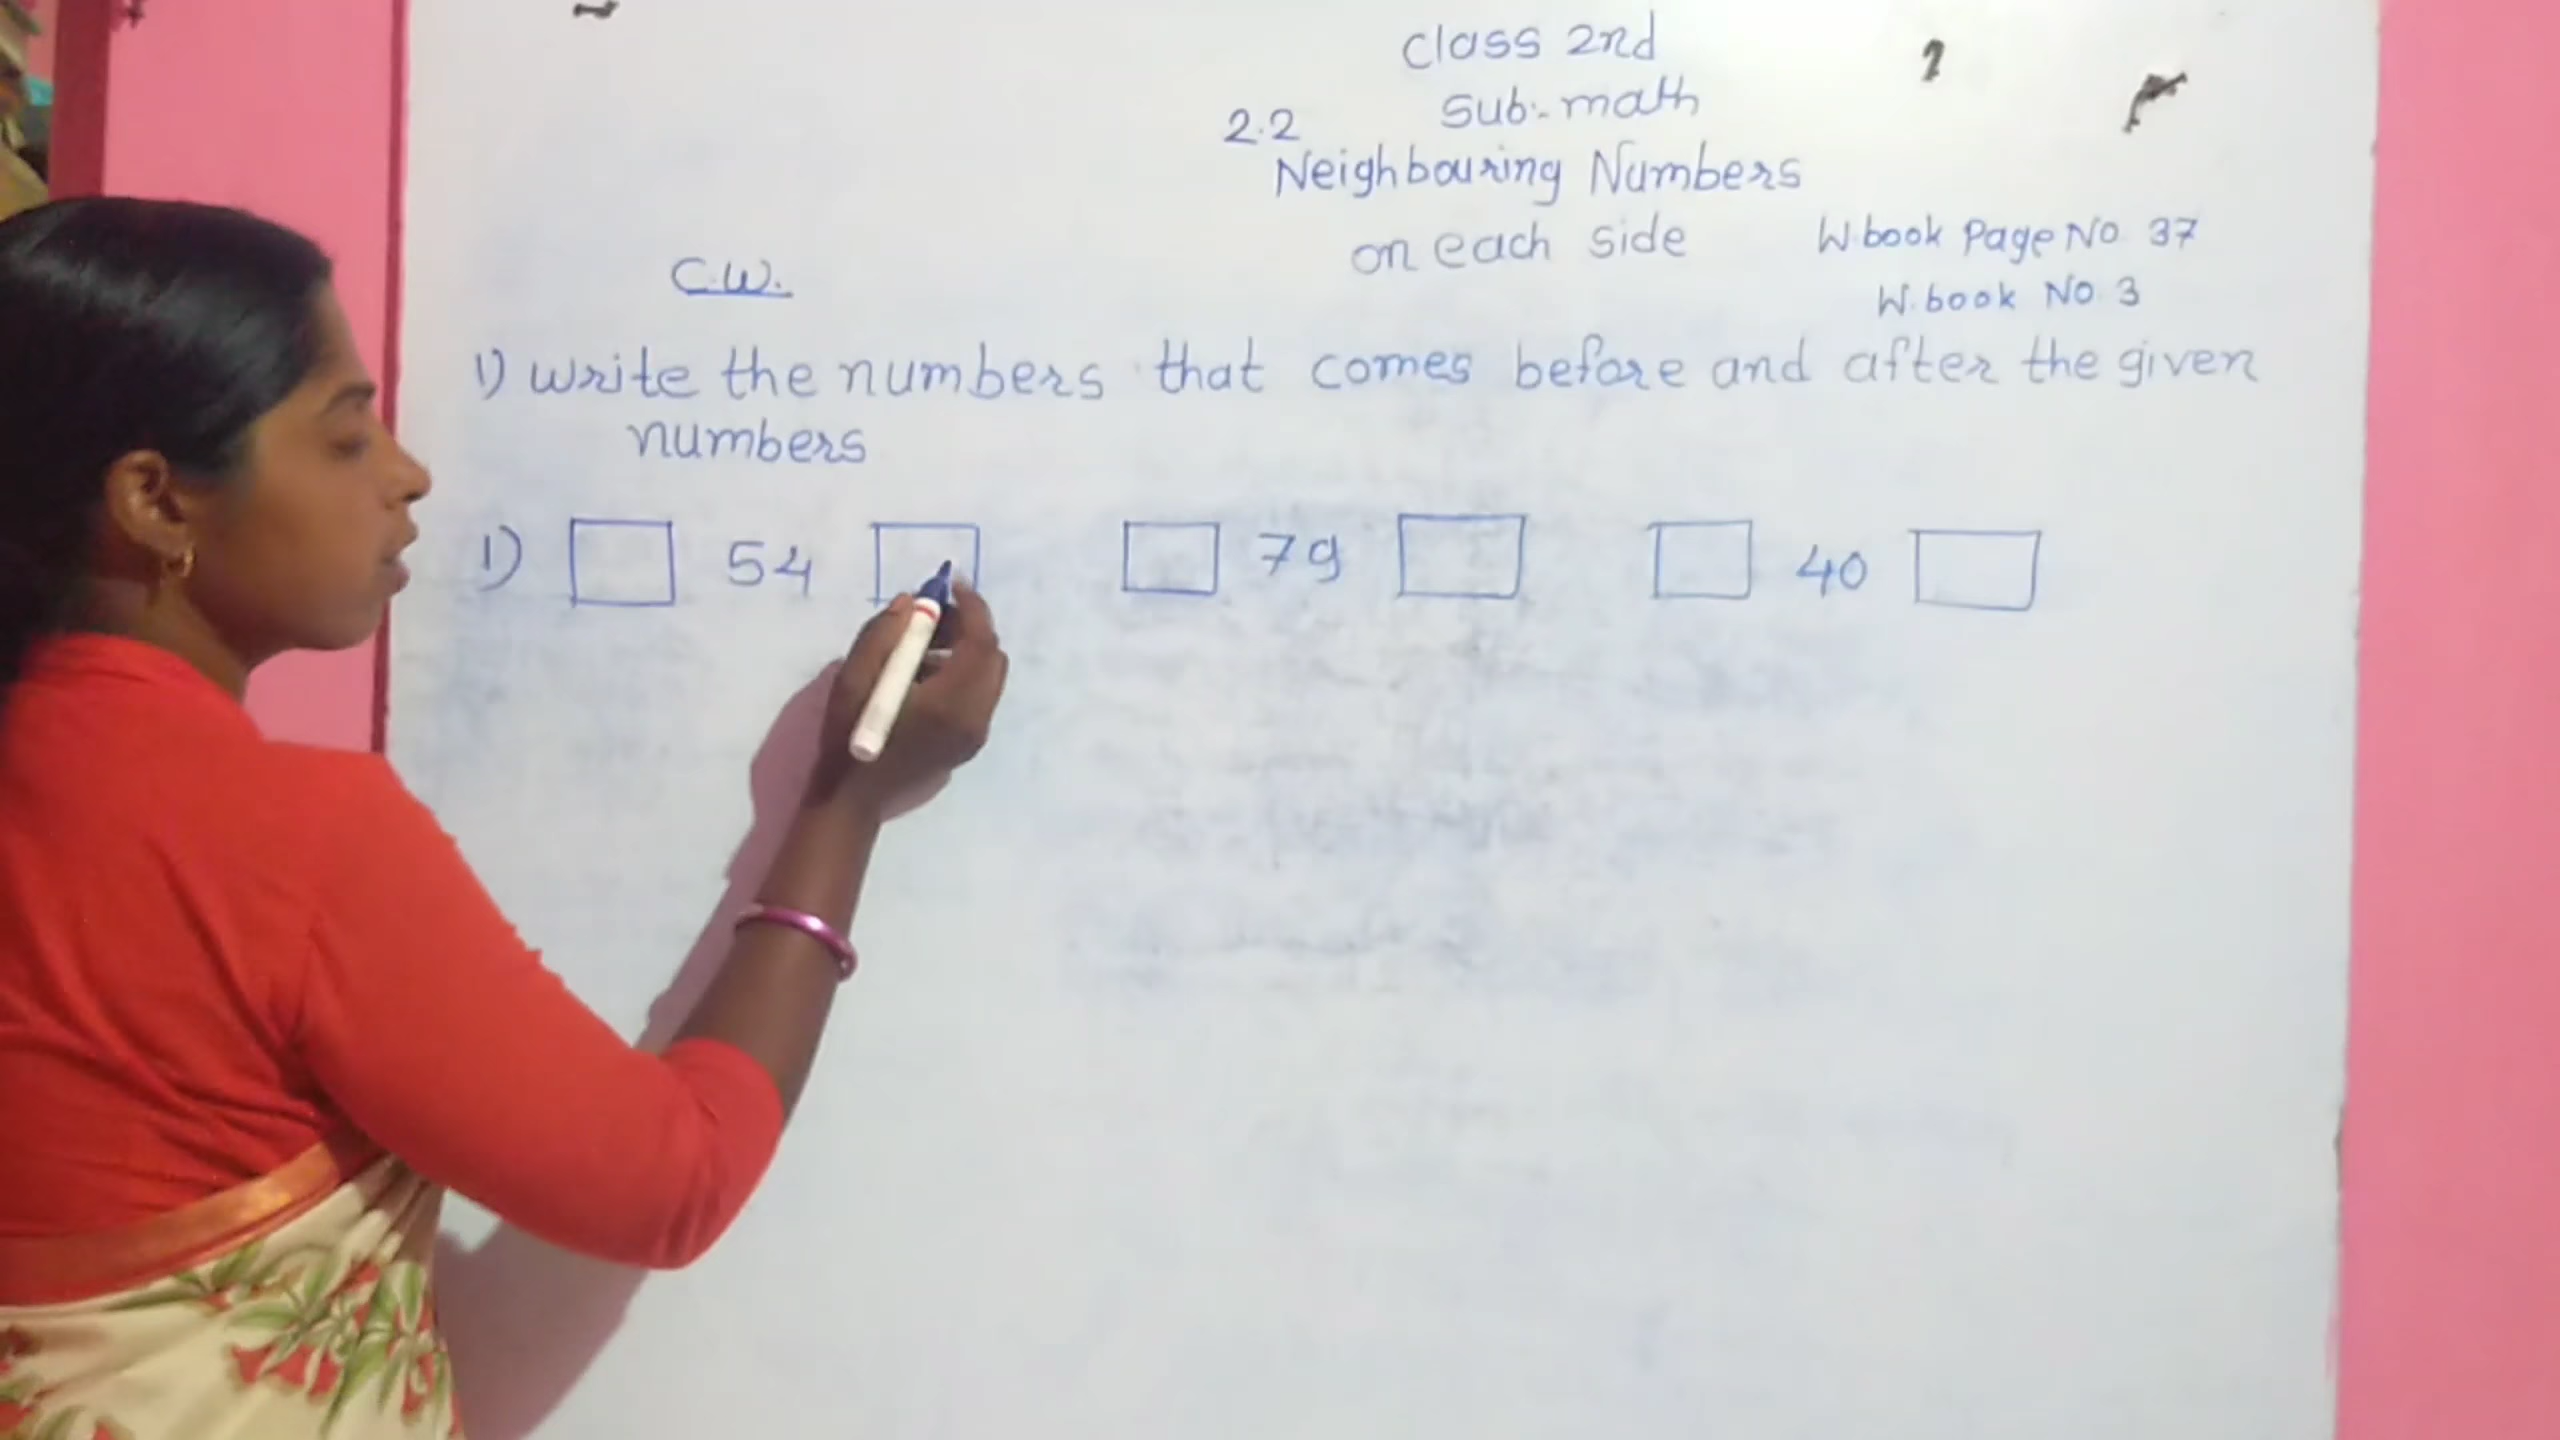 Class 2nd
Sub:- math
2.2
Neighbouring Numbers
on each side
W.book Page No 37
W.book No 3
C.W.
1) Write the numbers that comes before and after the given
numbers
1) 54 79 40